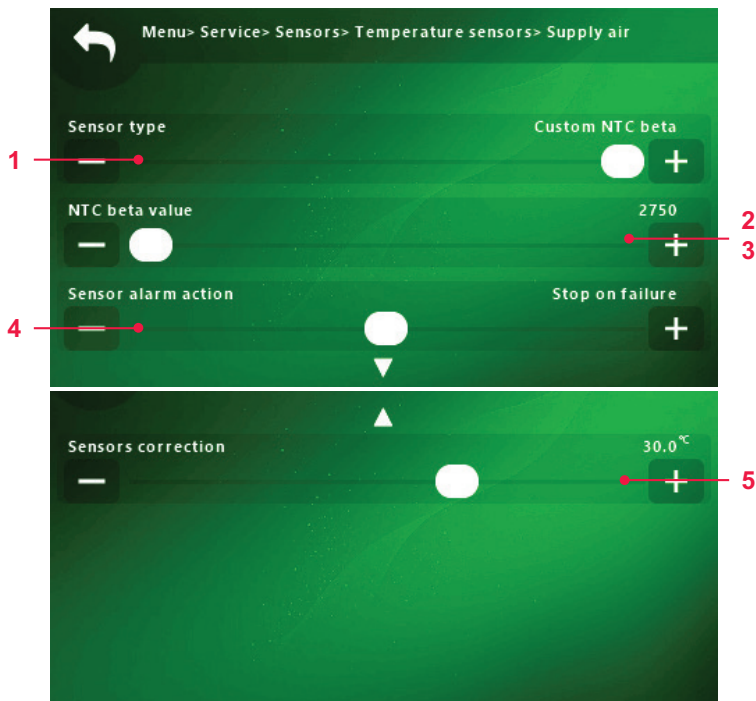 Menu> Service> Sensors> Temperature sensors> Supply air
Sensor type
Custom NTC beta
1
NTC beta value
2750
2
3
Sensor alarm action
Stop on failure
4
Sensors correction
30.0 °C
5